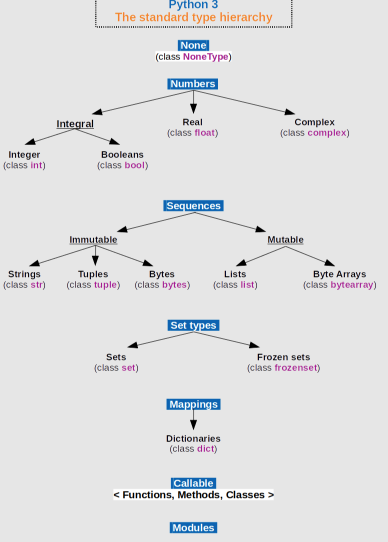 Python 3
The standard type hierarchy
None
(class NoneType)
Numbers
Integral
Real
(class float)
Complex
(class complex)
Integer
(class int)
Booleans
(class bool)
Sequences
Immutable
Mutable
Strings
(class str)
Tuples
(class tuple)
Bytes
(class bytes)
Lists
(class list)
Byte Arrays
(class bytearray)
Set types
Sets
(class set)
Frozen sets
(class frozenset)
Mappings
Dictionaries
(class dict)
Callable
< Functions, Methods, Classes >
Modules